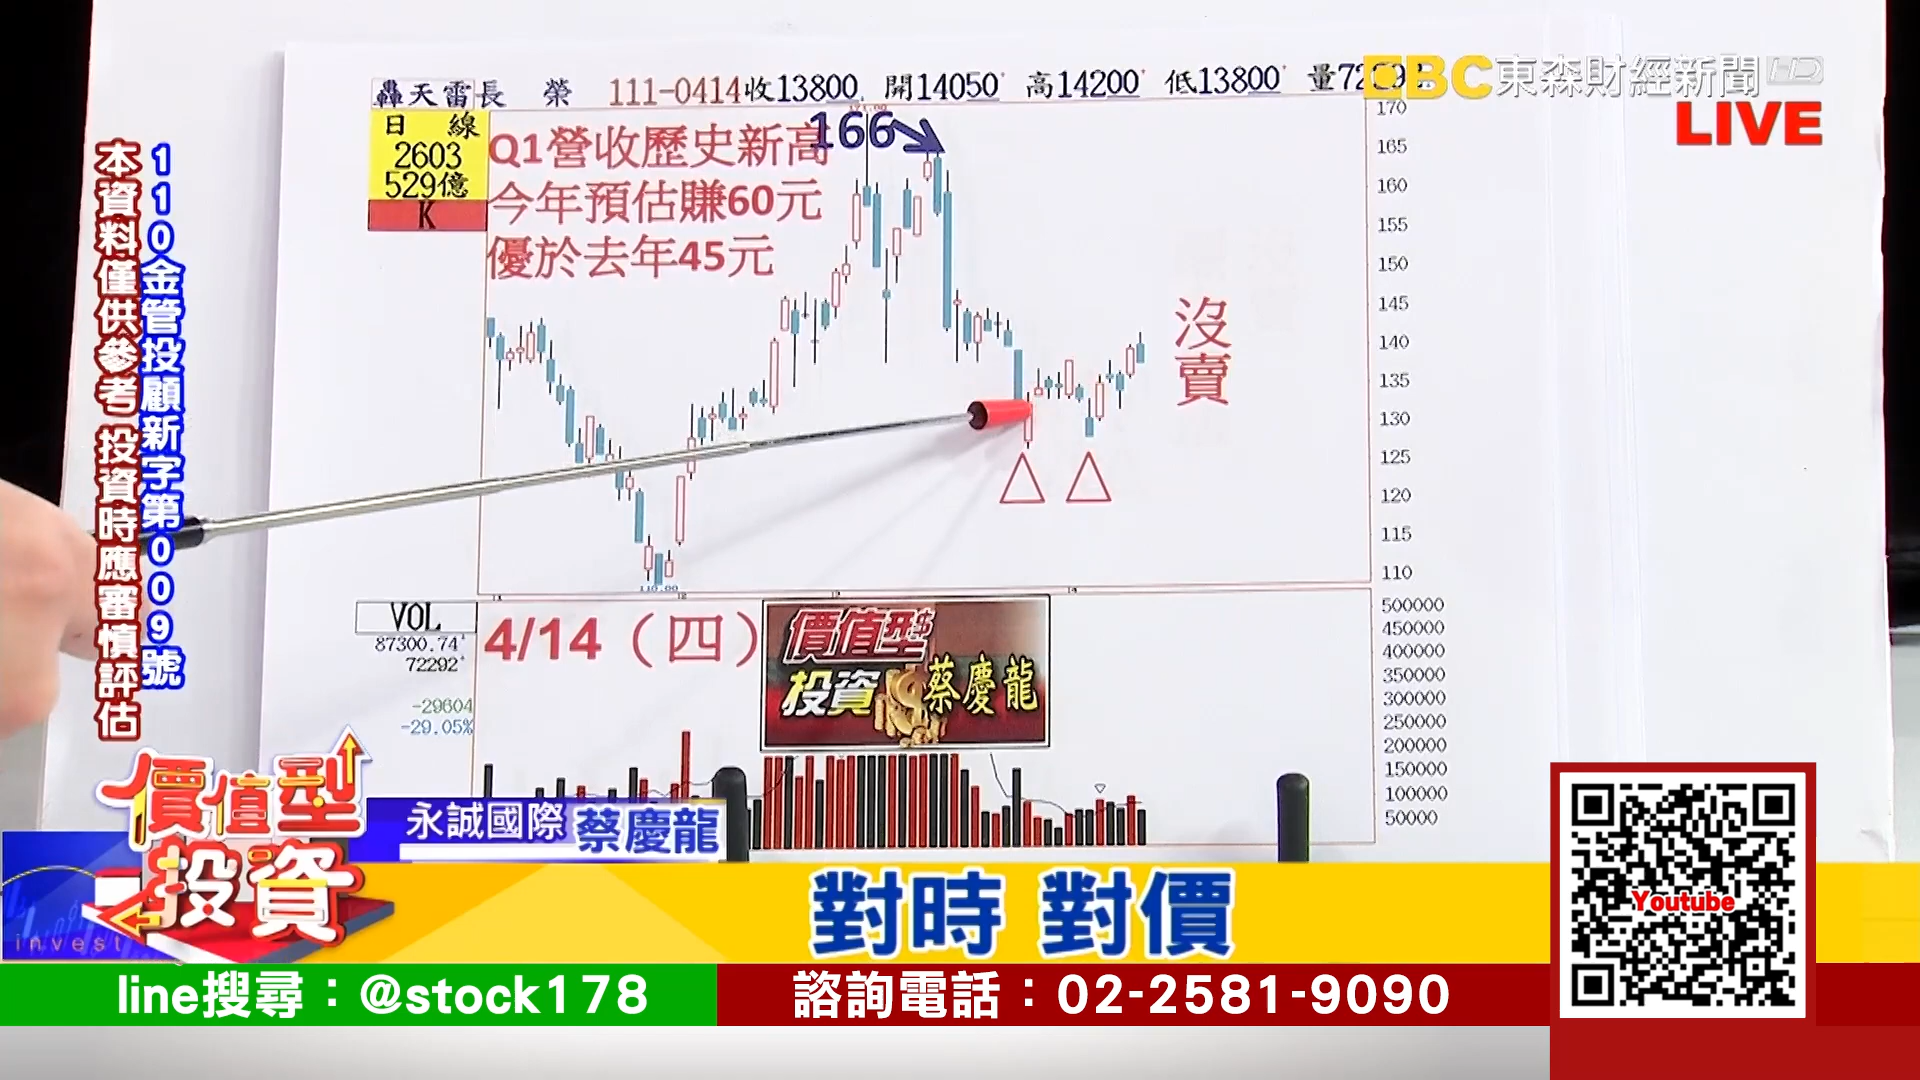 轟天雷長 榮 111-0414收13800 開14050 高14200 低13800
EBC東森財經新聞HD
LIVE
日 線
2603
529億
K
Q1營收歷史新高
今年預估賺60元
優於去年45元
166
171.00
沒賣
170
165
160
155
150
145
140
135
130
125
120
115
110
110.00
VOL
87300.74
72292
-29604
-29.05%
4/14（四）
價值型
投資
蔡慶龍
500000
450000
400000
350000
300000
250000
200000
150000
100000
50000
110金管投顧新字第009號
本資料僅供參考 投資時應審慎評估
價值型
投資
invest
永誠國際 蔡慶龍
對時 對價
Youtube
line搜尋：@stock178
諮詢電話：02-2581-9090